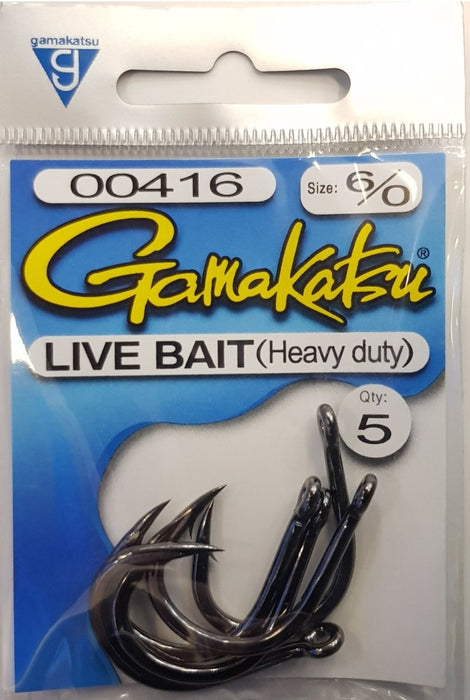 gamakatsu
g
00416
Size: 6/0
Gamakatsu®
LIVE BAIT (Heavy duty)
Qty:
5